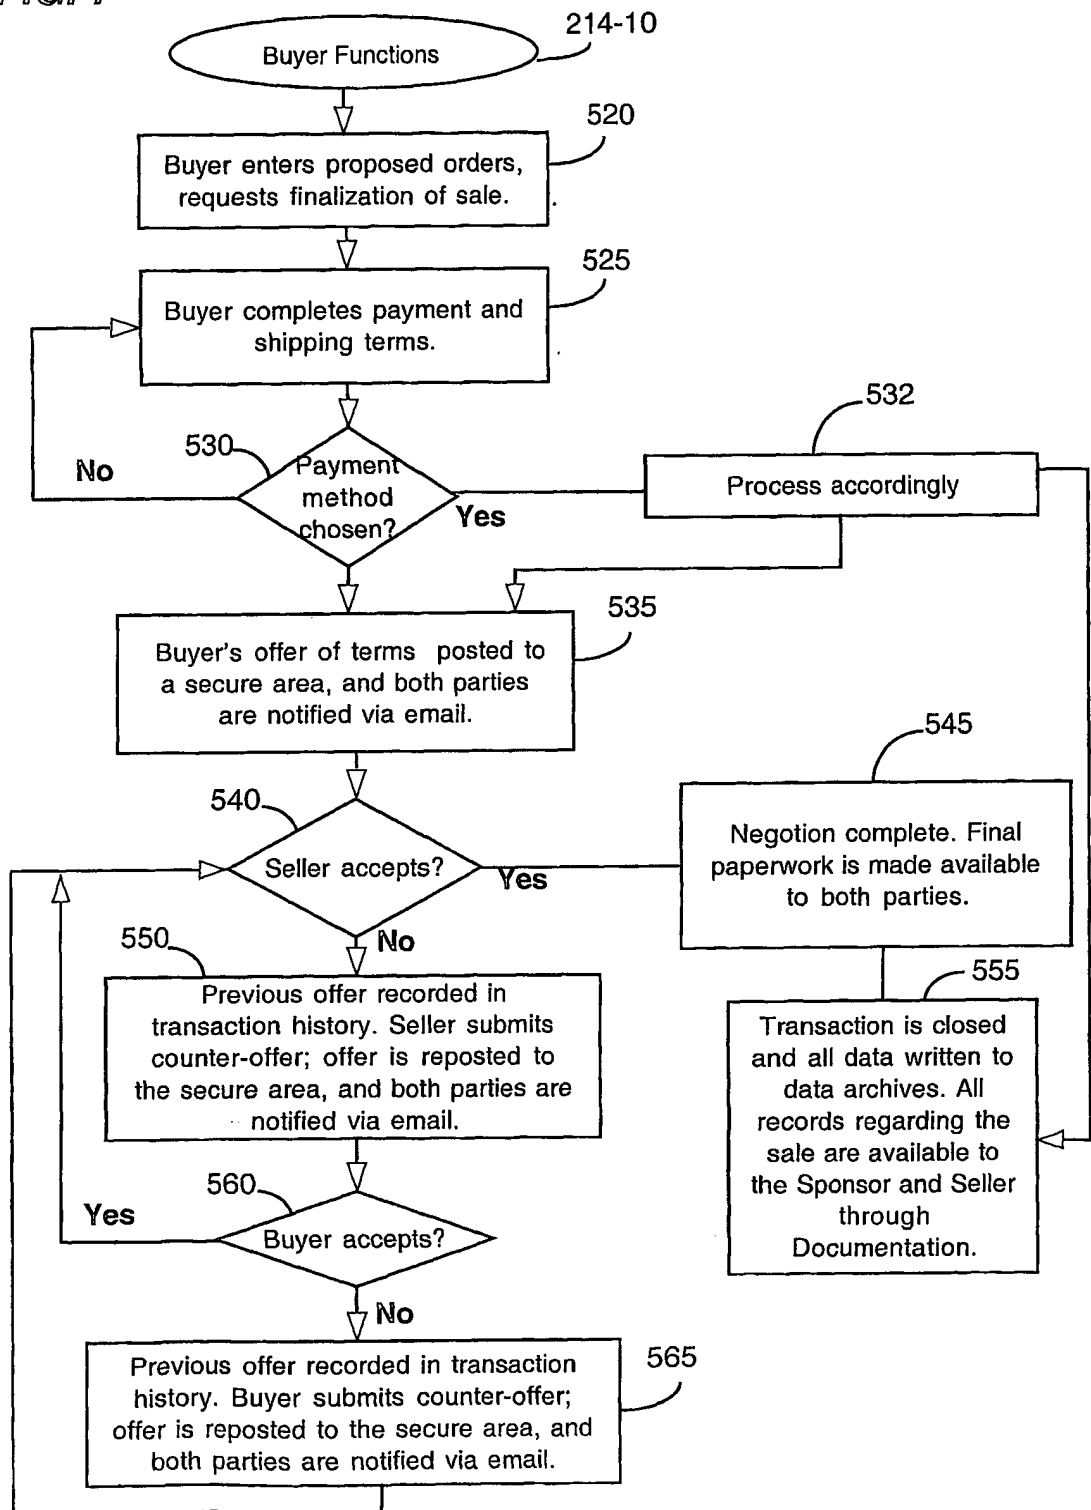 214-10
Buyer Functions
520
Buyer enters proposed orders,
requests finalization of sale.
525
Buyer completes payment and
shipping terms.
530
No
Payment
method
chosen?
Yes
532
Process accordingly
535
Buyer's offer of terms posted to
a secure area, and both parties
are notified via email.
540
Seller accepts?
Yes
No
545
Negotion complete. Final
paperwork is made available
to both parties.
550
Previous offer recorded in
transaction history. Seller submits
counter-offer; offer is reposted to
the secure area, and both parties are
notified via email.
555
Transaction is closed
and all data written to
data archives. All
records regarding the
sale are available to
the Sponsor and Seller
through
Documentation.
560
Yes
Buyer accepts?
No
565
Previous offer recorded in transaction
history. Buyer submits counter-offer;
offer is reposted to the secure area, and
both parties are notified via email.